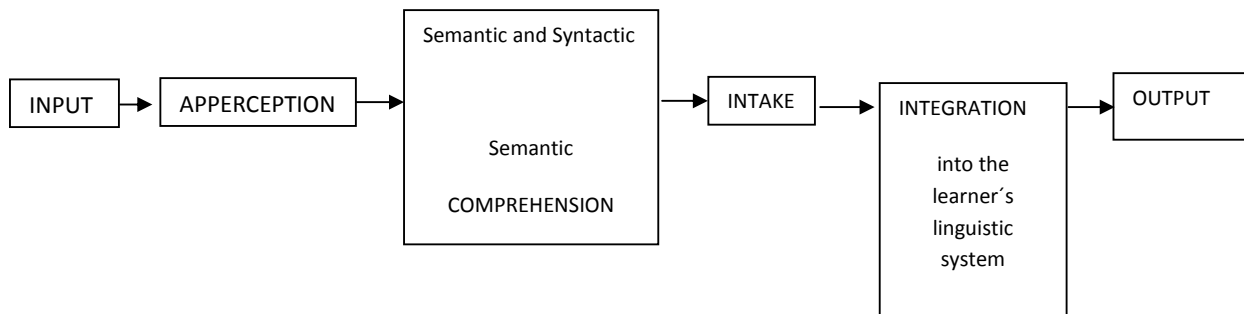 INPUT
APPERCEPTION
Semantic and Syntactic
Semantic
COMPREHENSION
INTAKE
INTEGRATION
into the
learner´s
linguistic
system
OUTPUT